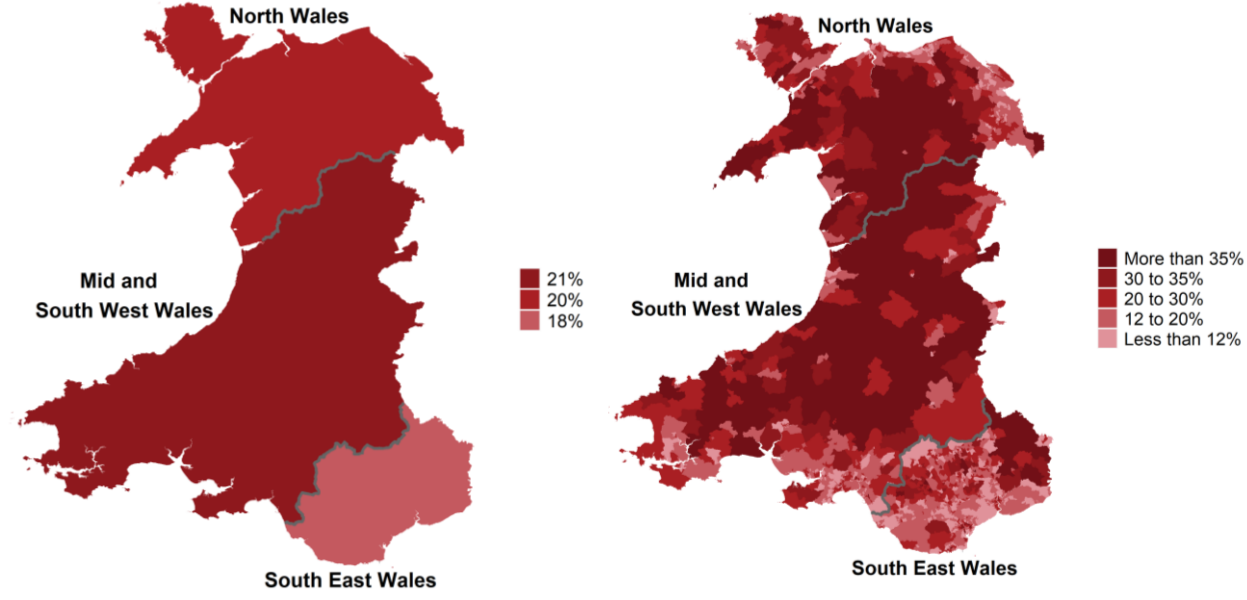 North Wales
Mid and
South West Wales
South East Wales
21%
20%
18%
North Wales
Mid and
South West Wales
South East Wales
More than 35%
30 to 35%
20 to 30%
12 to 20%
Less than 12%